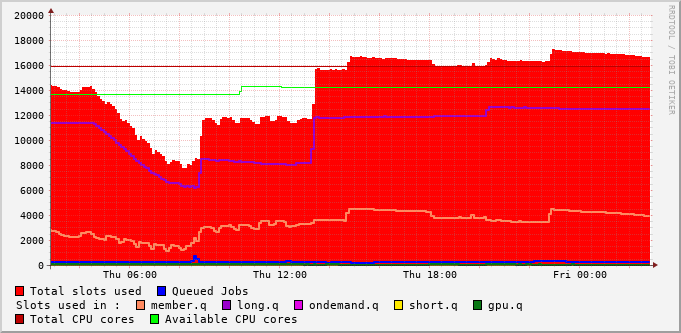 20000
18000
16000
14000
12000
10000
8000
6000
4000
2000
0
Thu 06:00 Thu 12:00 Thu 18:00 Fri 00:00
RRDTOOL / TOBI OETIKER
Total slots used Queued Jobs
Slots used in : member.q long.q ondemand.q short.q gpu.q
Total CPU cores Available CPU cores